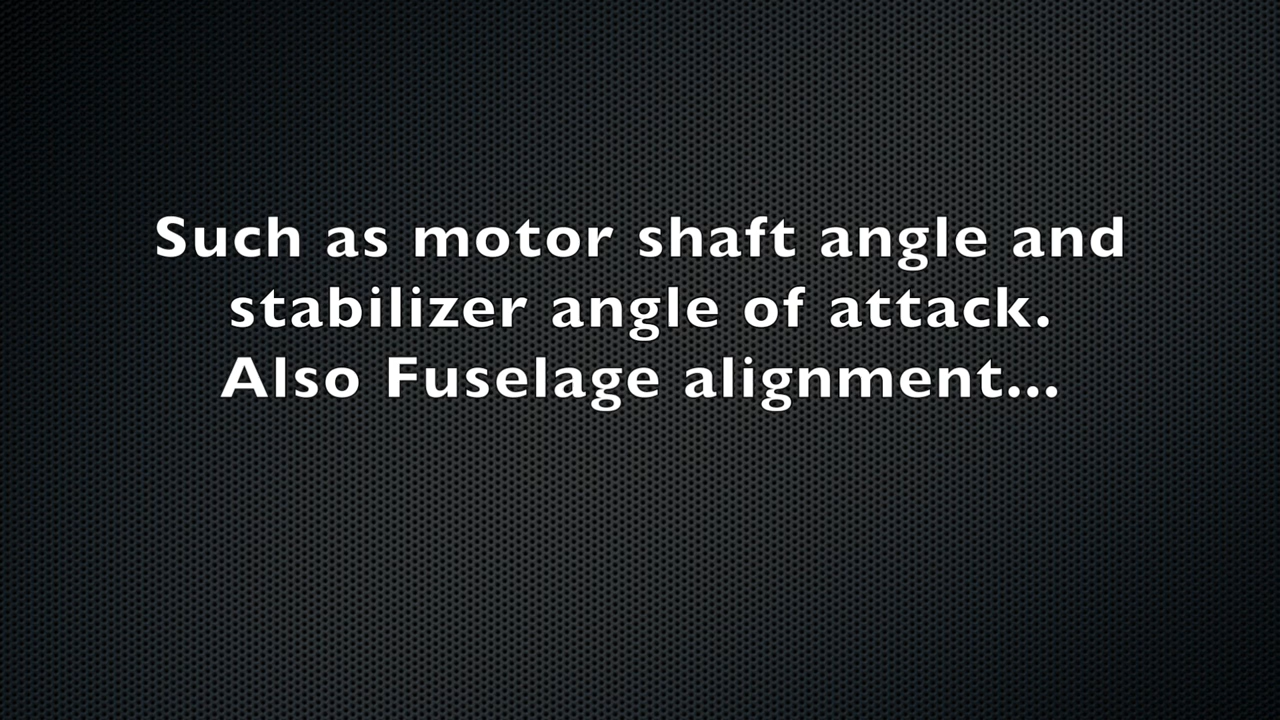 Such as motor shaft angle and
stabilizer angle of attack.
Also Fuselage alignment...